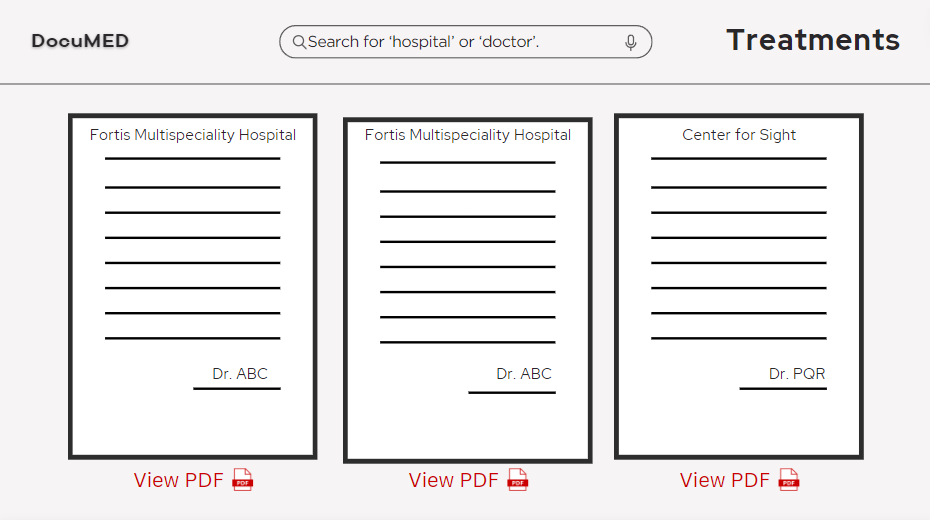 DocuMED
Search for ‘hospital’ or ‘doctor’.
Treatments
Fortis Multispeciality Hospital
Dr. ABC
View PDF
PDF
Fortis Multispeciality Hospital
Dr. ABC
View PDF
PDF
Center for Sight
Dr. PQR
View PDF
PDF